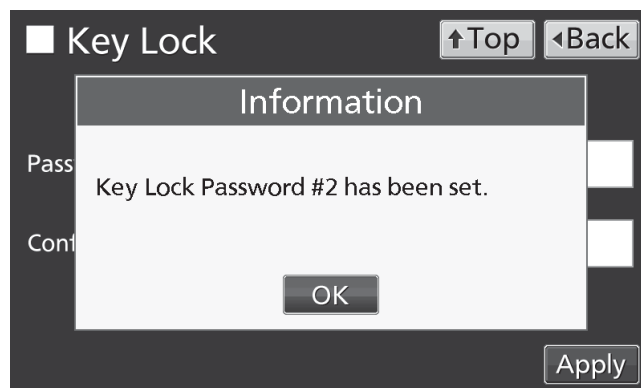 Key Lock
Top
Back
Information
Pass
Key Lock Password #2 has been set.
Conf
OK
Apply